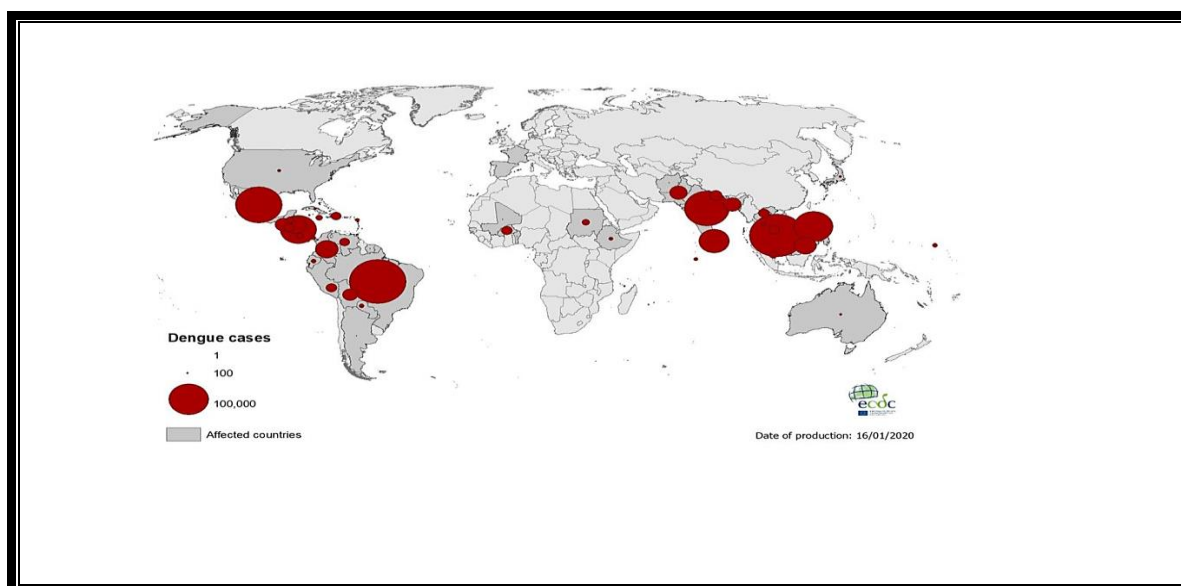 Dengue cases
1
100
100,000
Affected countries
ecdc
Date of production: 16/01/2020